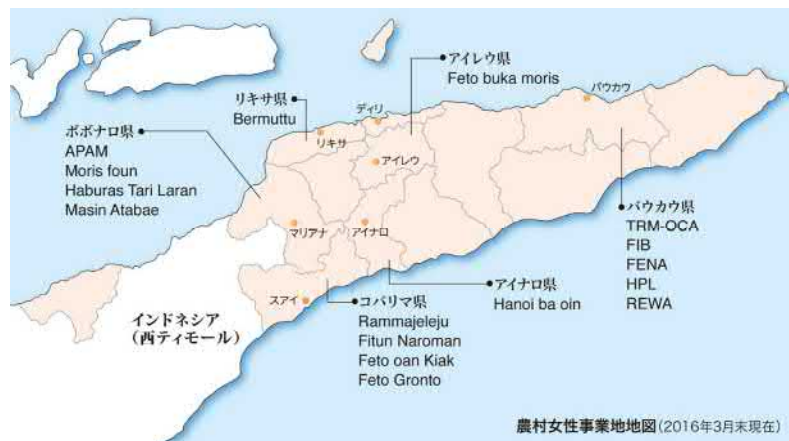 アイレウ県
Feto buka moris
リキサ県
Bermuttu
ディリ
バウカウ
ボボナロ県
APAM
Moris foun
Haburas Tari Laran
Masin Atabae
リキサ
アイレウ
バウカウ県
TRM-OCA
FIB
FENA
HPL
REWA
マリアナ
アイナロ
アイナロ県
Hanoi ba oin
スアイ
コバリマ県
Rammajeleju
Fitun Naroman
Feto oan Kiak
Feto Gronto
インドネシア
（西ティモール）
農村女性事業地地図（2016年3月末現在）